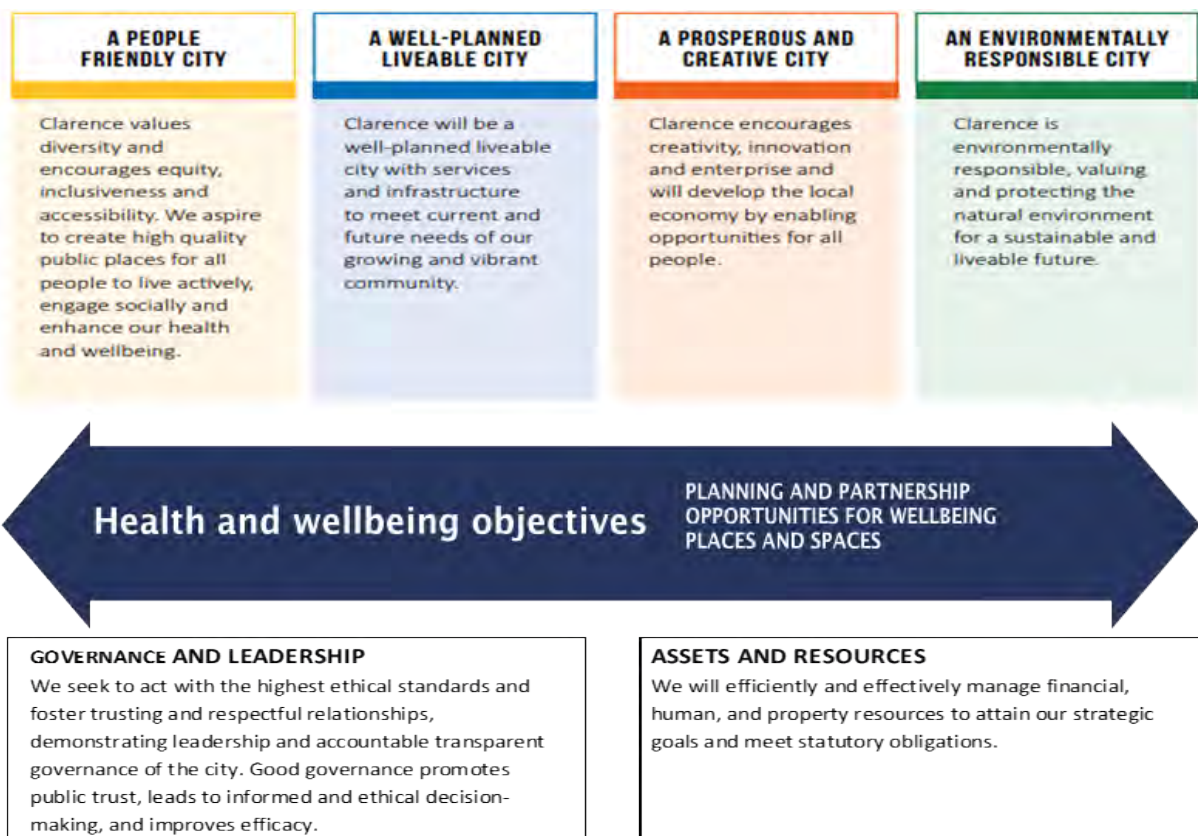 A PEOPLE
FRIENDLY CITY
Clarence values
diversity and
encourages equity,
inclusiveness and
accessibility. We aspire
to create high quality
public places for all
people to live actively,
engage socially and
enhance our health
and wellbeing.
A WELL-PLANNED
LIVEABLE CITY
Clarence will be a
well-planned liveable
city with services
and infrastructure
to meet current and
future needs of our
growing and vibrant
community.
A PROSPEROUS AND
CREATIVE CITY
Clarence encourages
creativity, innovation
and enterprise and
will develop the local
economy by enabling
opportunities for all
people.
AN ENVIRONMENTALLY
RESPONSIBLE CITY
Clarence is
environmentally
responsible, valuing
and protecting the
natural environment
for a sustainable and
liveable future.
Health and wellbeing objectives
PLANNING AND PARTNERSHIP
OPPORTUNITIES FOR WELLBEING
PLACES AND SPACES
GOVERNANCE AND LEADERSHIP
We seek to act with the highest ethical standards and
foster trusting and respectful relationships,
demonstrating leadership and accountable transparent
governance of the city. Good governance promotes
public trust, leads to informed and ethical decision-
making, and improves efficacy.
ASSETS AND RESOURCES
We will efficiently and effectively manage financial,
human, and property resources to attain our strategic
goals and meet statutory obligations.